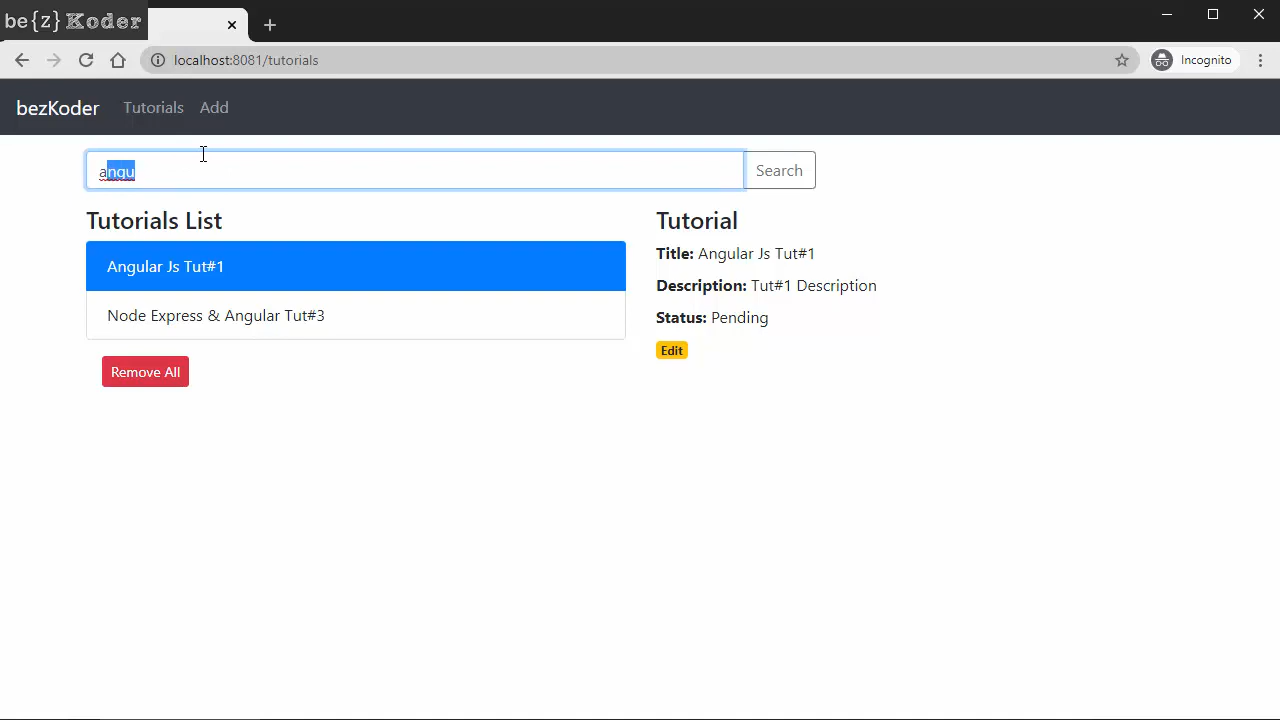 be{z}Koder
localhost:8081/tutorials
Incognito
bezKoder Tutorials Add
angu
Search
Tutorials List
Angular Js Tut#1
Node Express & Angular Tut#3
Remove All
Tutorial
Title: Angular Js Tut#1
Description: Tut#1 Description
Status: Pending
Edit